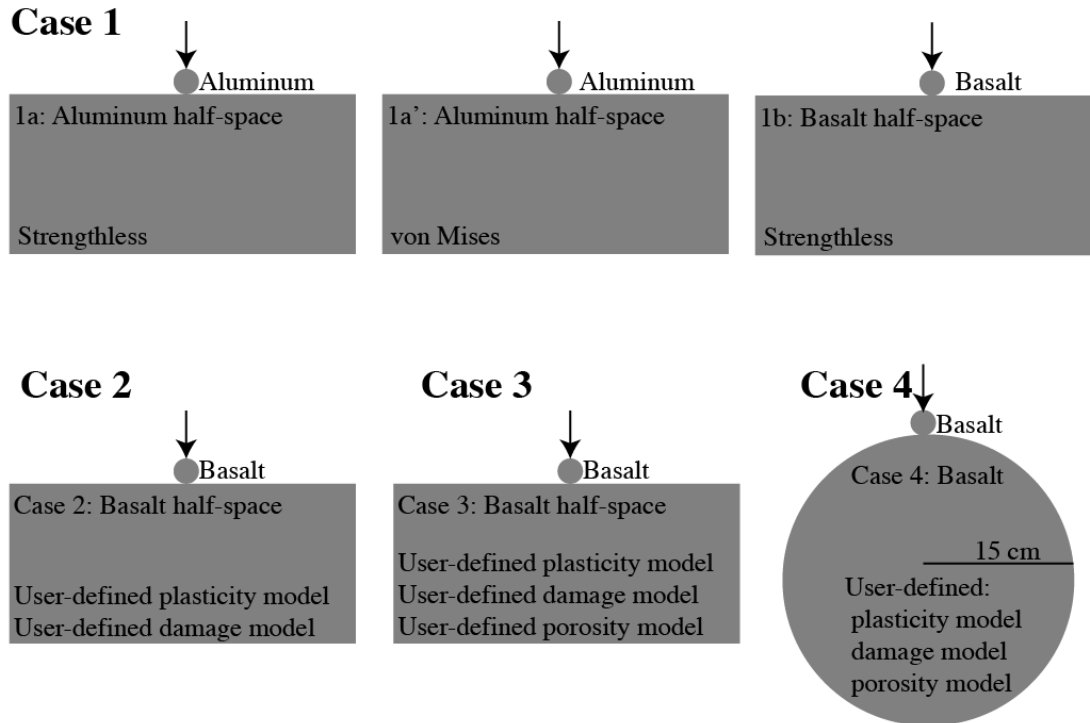 Case 1
Aluminum
1a: Aluminum half-space
Strengthless
Aluminum
1a’: Aluminum half-space
von Mises
Basalt
1b: Basalt half-space
Strengthless
Case 2
Basalt
Case 2: Basalt half-space
User-defined plasticity model
User-defined damage model
Case 3
Basalt
Case 3: Basalt half-space
User-defined plasticity model
User-defined damage model
User-defined porosity model
Case 4
Basalt
Case 4: Basalt
15 cm
User-defined:
plasticity model
damage model
porosity model